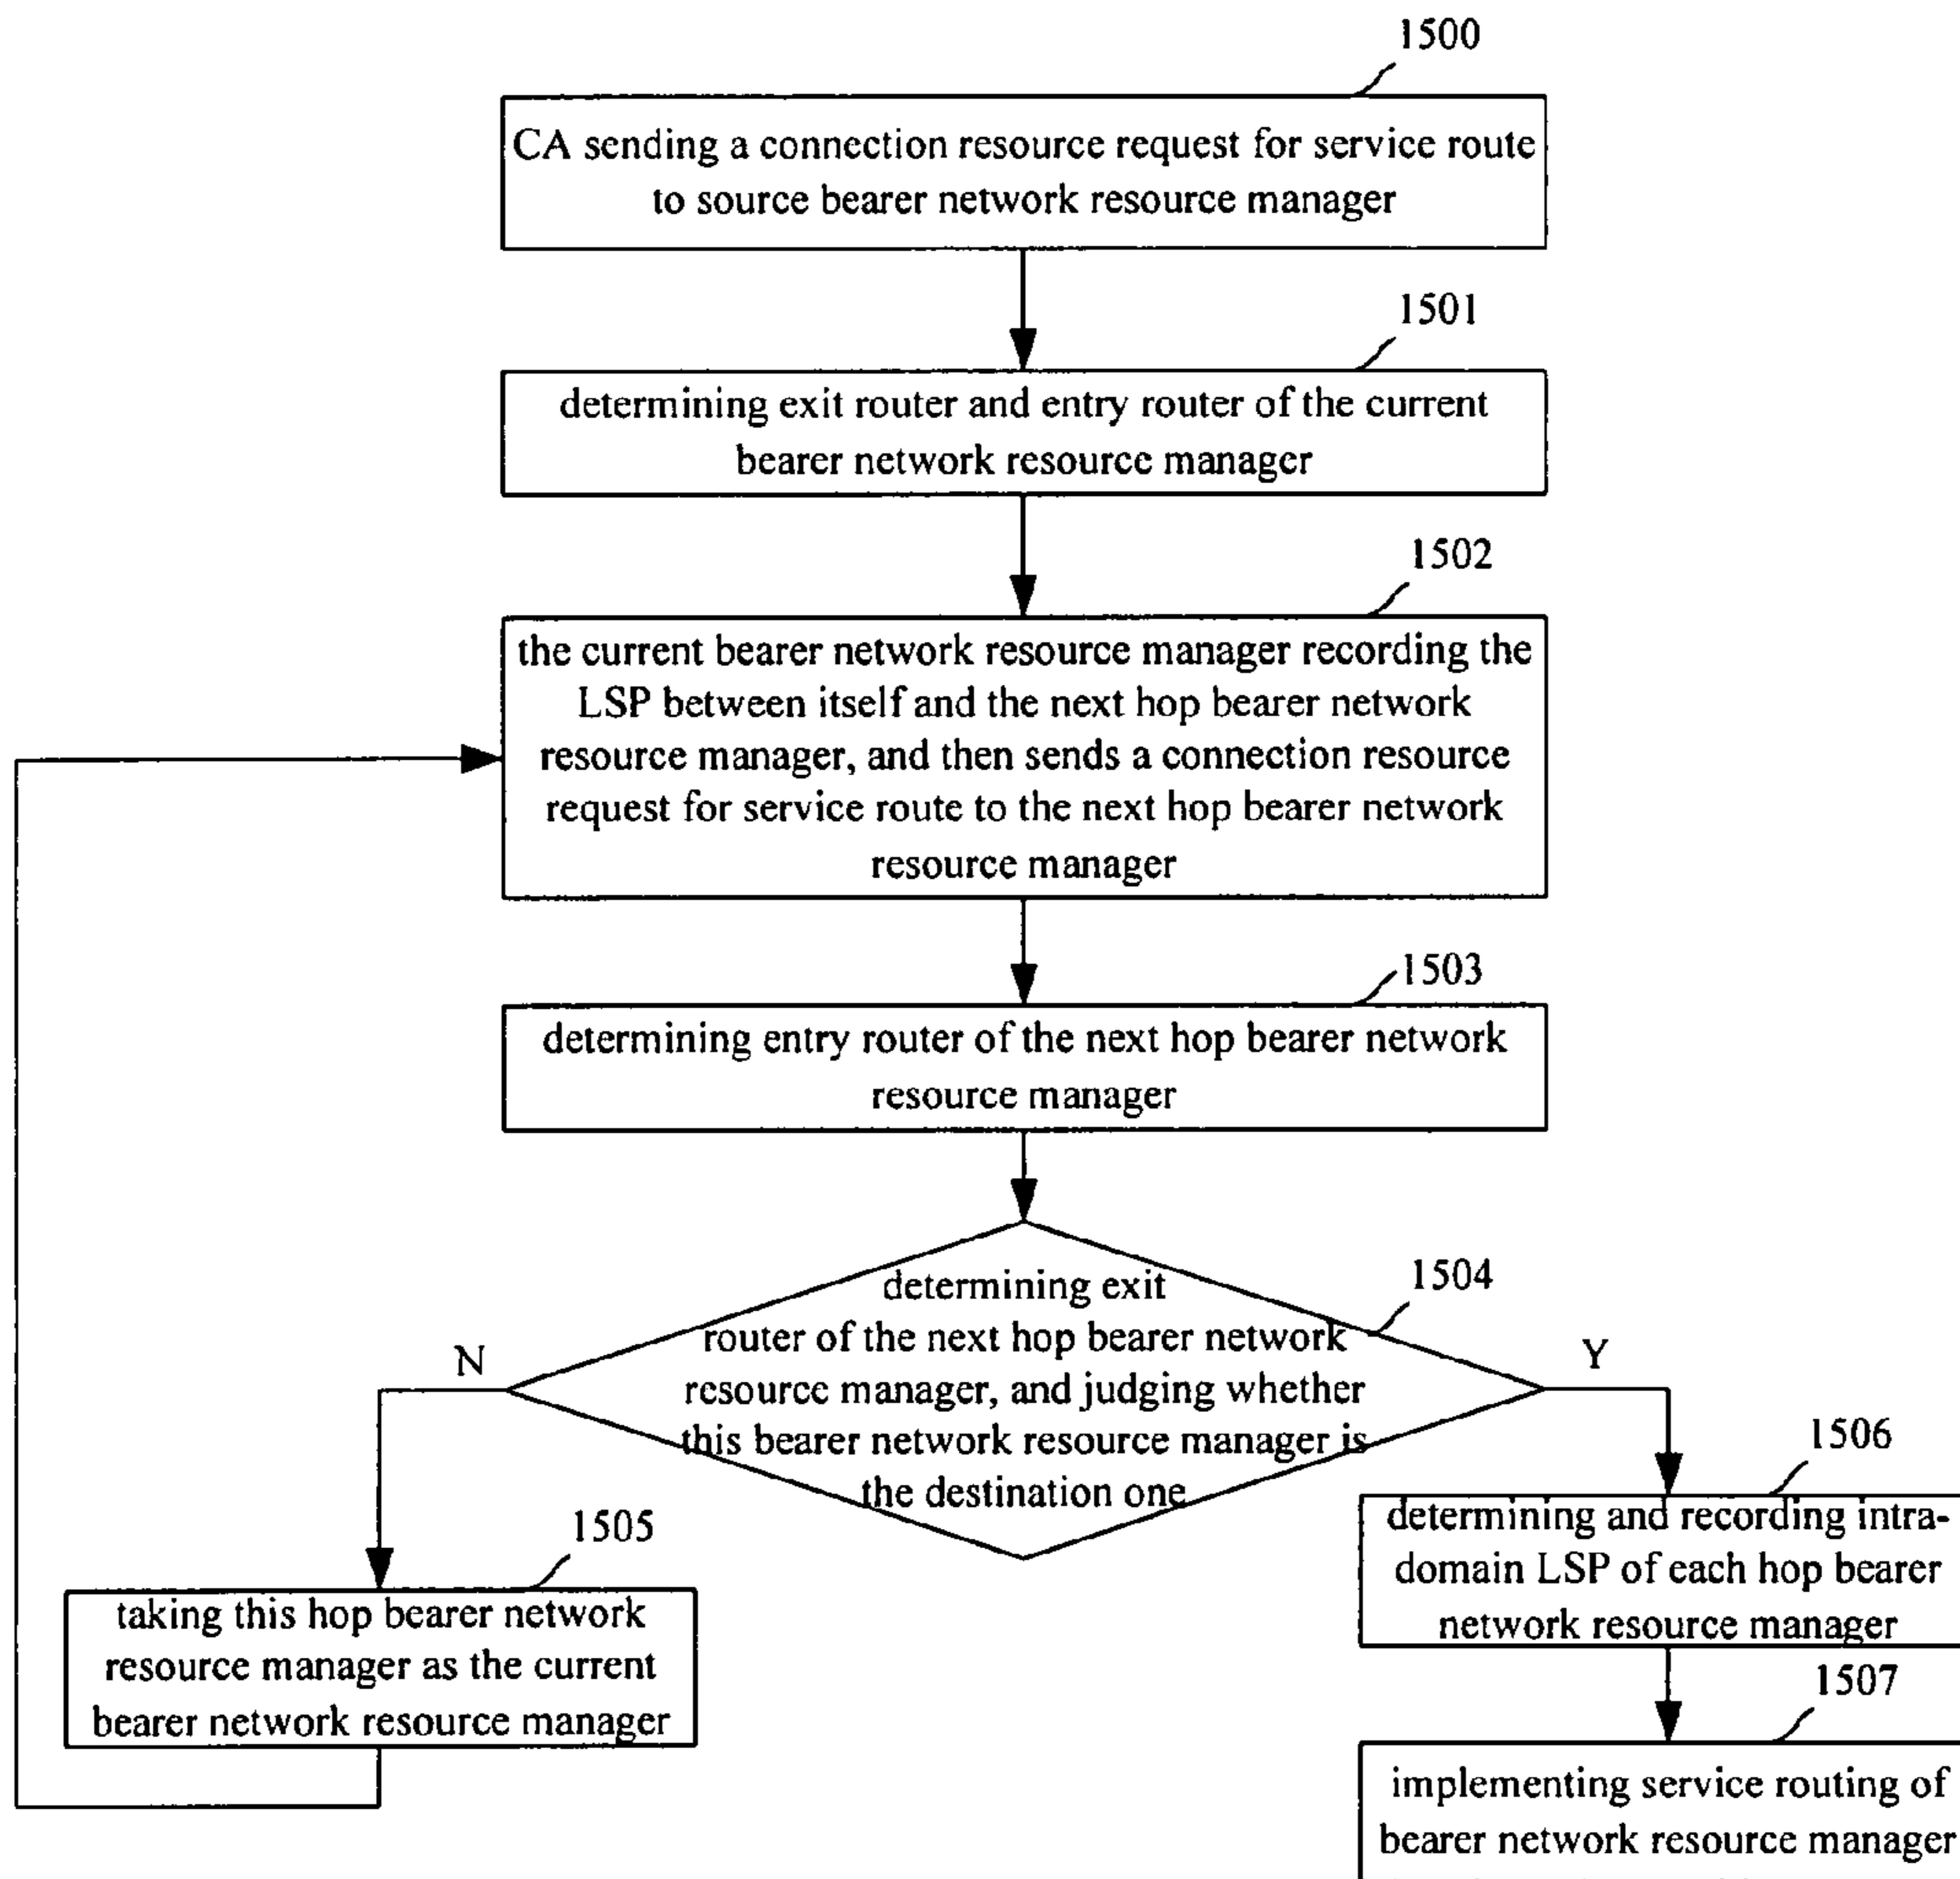 1500
CA sending a connection resource request for service route
to source bearer network resource manager
1501
determining exit router and entry router of the current
bearer network resource manager
1502
the current bearer network resource manager recording the
LSP between itself and the next hop bearer network
resource manager, and then sends a connection resource
request for service route to the next hop bearer network
resource manager
1503
determining entry router of the next hop bearer network
resource manager
1504
determining exit
router of the next hop bearer network
resource manager, and judging whether
this bearer network resource manager is
the destination one
N
Y
1505
taking this hop bearer network
resource manager as the current
bearer network resource manager
1506
determining and recording intra-
domain LSP of each hop bearer
network resource manager
1507
implementing service routing of
bearer network resource manager